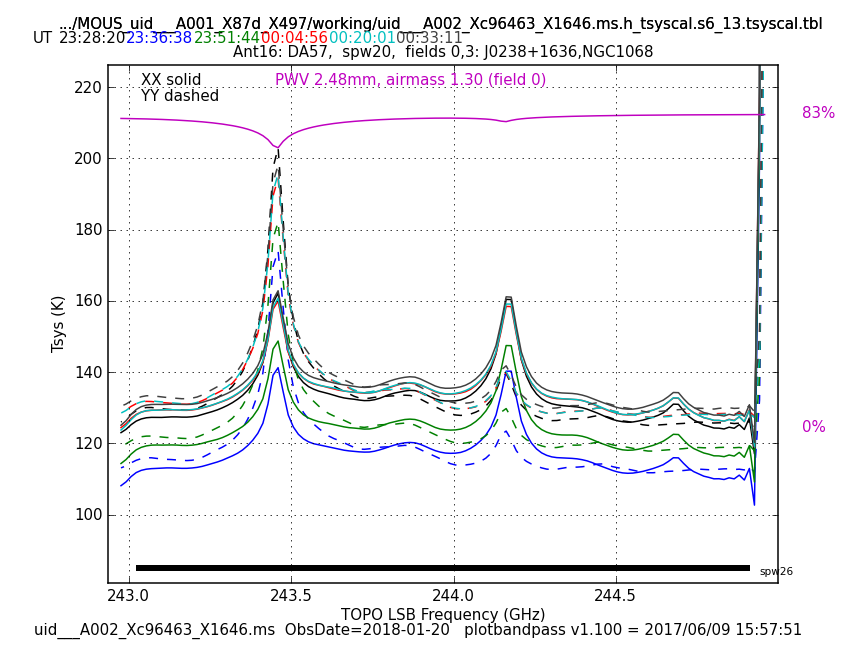 .../MOUS_uid___A001_X87d_X497/working/uid___A002_Xc96463_X1646.ms.h_tsyscal.s6_13.tsyscal.tbl
UT 23:28:20 23:36:38 23:51:44 00:04:56 00:20:01 00:33:11
Ant16: DA57, spw20, fields 0,3: J0238+1636,NGC1068
XX solid PWV 2.48mm, airmass 1.30 (field 0)
YY dashed
83%
0%
220
200
180
160
140
120
100
Tsys (K)
spw26
243.0 243.5 244.0 244.5
TOPO LSB Frequency (GHz)
uid___A002_Xc96463_X1646.ms ObsDate=2018-01-20 plotbandpass v1.100 = 2017/06/09 15:57:51